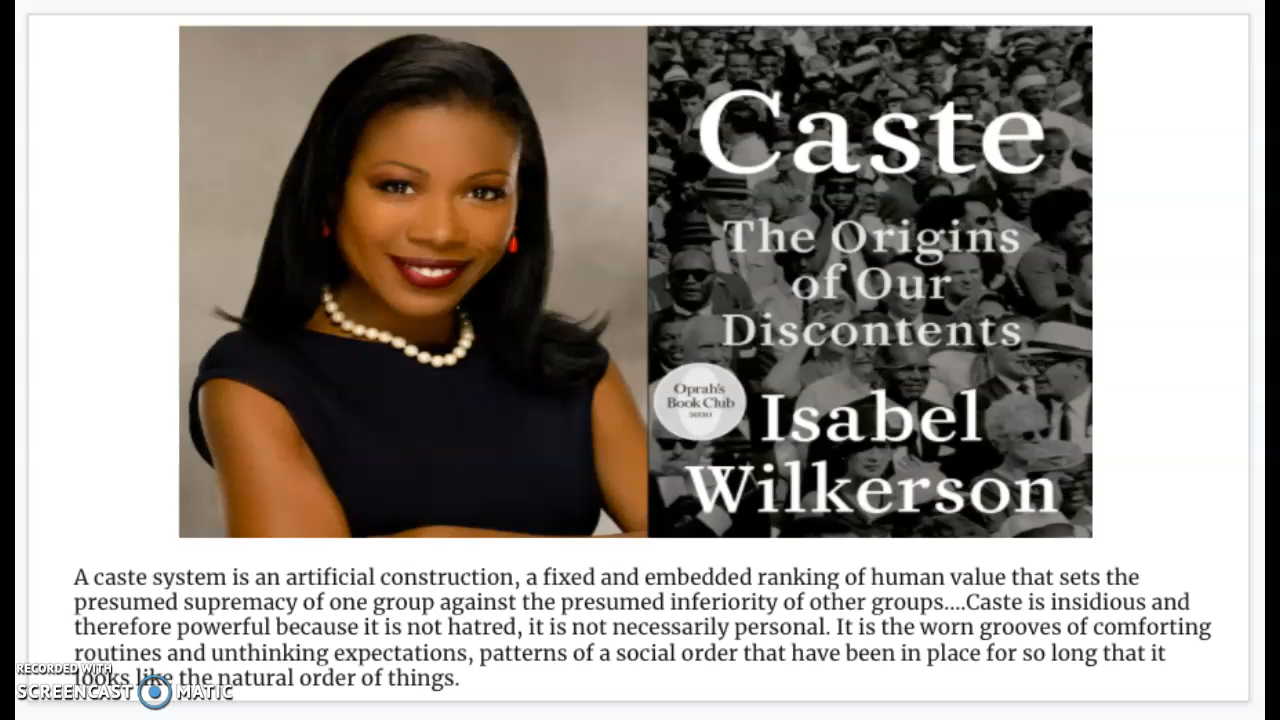 Caste
The Origins
of Our
Discontents
Oprah's
Book Club
2020
Isabel
Wilkerson
A caste system is an artificial construction, a fixed and embedded ranking of human value that sets the
presumed supremacy of one group against the presumed inferiority of other groups....Caste is insidious and
therefore powerful because it is not hatred, it is not necessarily personal. It is the worn grooves of comforting
routines and unthinking expectations, patterns of a social order that have been in place for so long that it
looks like the natural order of things.
RECORDED WITH
SCREENCAST MATIC